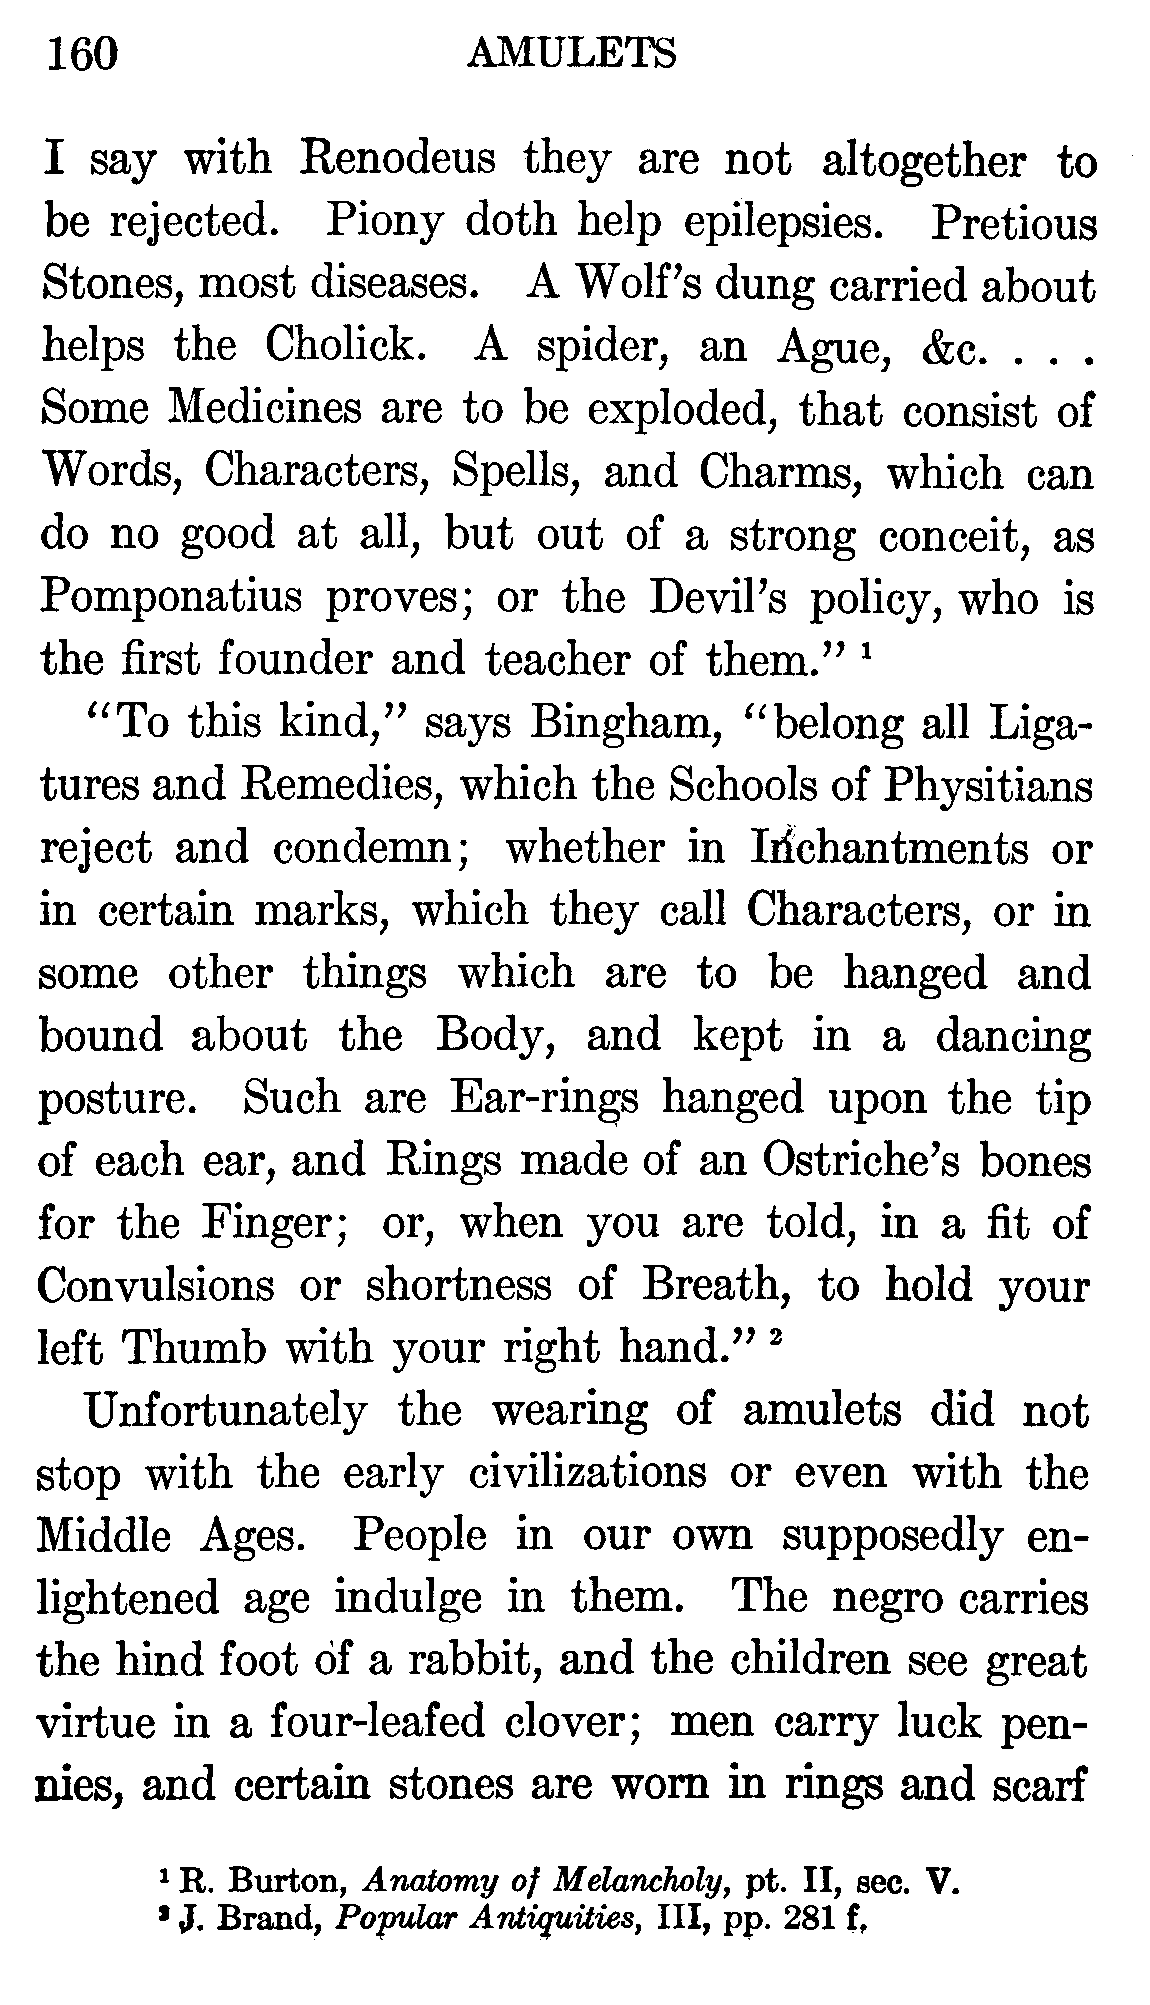 160 AMULETS
I say with Renodeus they are not altogether to
be rejected. Piony doth help epilepsies. Pretious
Stones, most diseases. A Wolf's dung carried about
helps the Cholick. A spider, an Ague, &c. . . .
Some Medicines are to be exploded, that consist of
Words, Characters, Spells, and Charms, which can
do no good at all, but out of a strong conceit, as
Pomponatius proves; or the Devil's policy, who is
the first founder and teacher of them." ¹
"To this kind," says Bingham, "belong all Liga-
tures and Remedies, which the Schools of Physitians
reject and condemn; whether in Inchantments or
in certain marks, which they call Characters, or in
some other things which are to be hanged and
bound about the Body, and kept in a dancing
posture. Such are Ear-rings hanged upon the tip
of each ear, and Rings made of an Ostriche's bones
for the Finger; or, when you are told, in a fit of
Convulsions or shortness of Breath, to hold your
left Thumb with your right hand." ²
Unfortunately the wearing of amulets did not
stop with the early civilizations or even with the
Middle Ages. People in our own supposedly en-
lightened age indulge in them. The negro carries
the hind foot of a rabbit, and the children see great
virtue in a four-leafed clover; men carry luck pen-
nies, and certain stones are worn in rings and scarf
¹ R. Burton, Anatomy of Melancholy, pt. II, sec. V.
² J. Brand, Popular Antiquities, III, pp. 281 f.